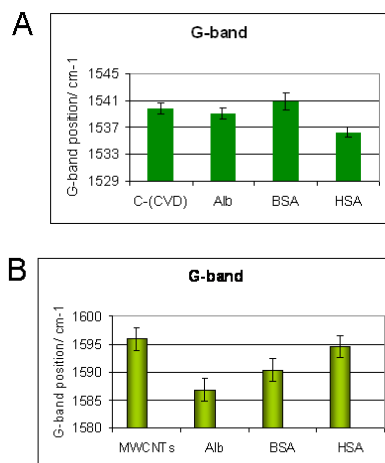 A
G-band
G-band position/ cm-1
1545
1541
1537
1533
1529
C-(CVD) Alb BSA HSA
B
G-band
G-band position/ cm-1
1600
1595
1590
1585
1580
MWCNTs Alb BSA HSA